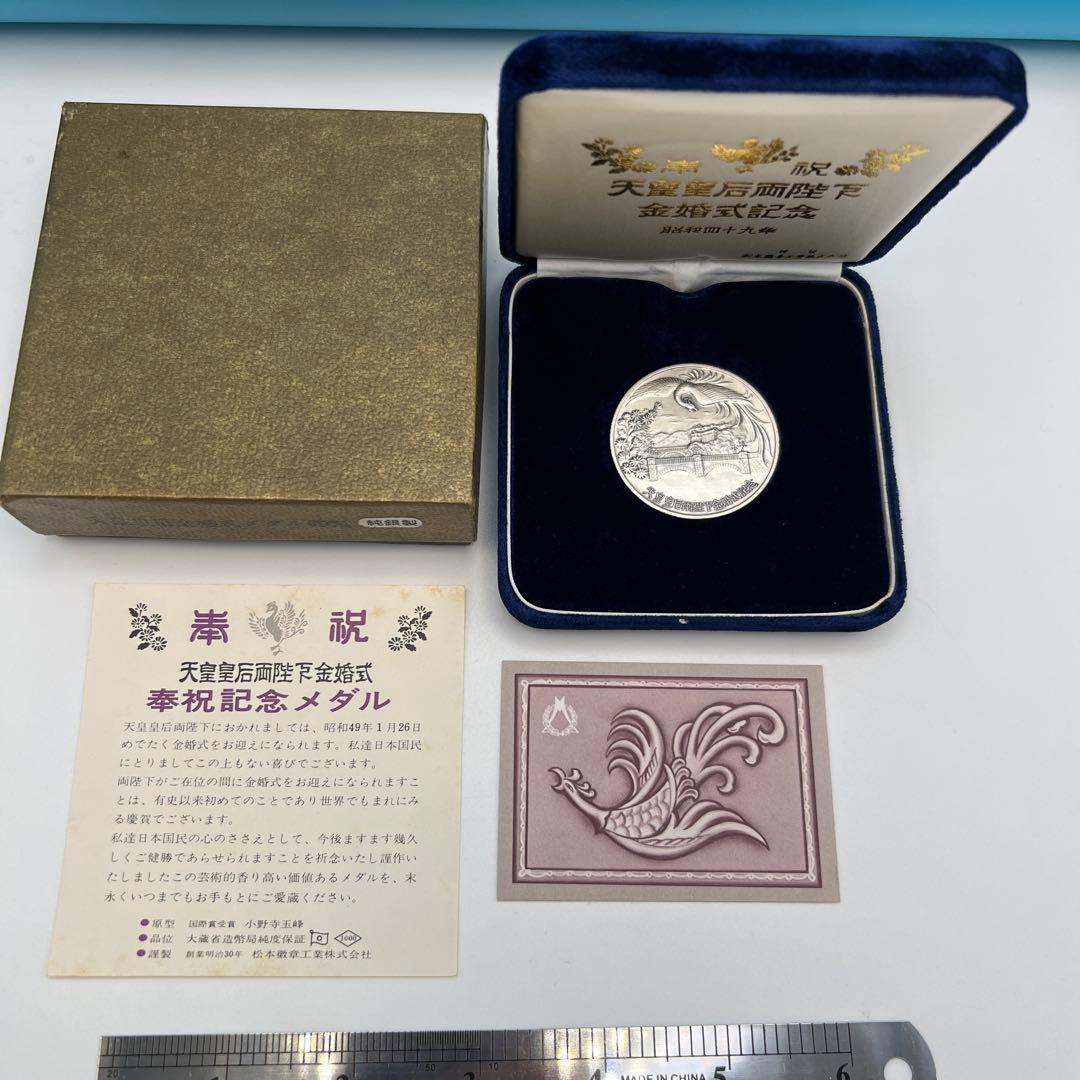 奉 祝
天皇皇后両陛下
金婚式記念
昭和四十九年
天皇皇后両陛下金婚式記念
純銀製
奉 祝
天皇皇后両陛下金婚式
奉祝記念メダル
天皇皇后両陛下におかれましては、昭和49年1月26日
めでたく金婚式をお迎えになられます。私達日本国民
にとりましてこの上もない喜びでございます。
両陛下がご在位の間に金婚式をお迎えになられますこ
とは、有史以来初めてのことであり世界でもまれにみ
る慶賀でございます。
私達日本国民の心のささえとして、今後ますます幾久
しくご健勝であらせられますことを祈念いたし謹作い
たしましたこの芸術的香り高い価値あるメダルを、末
永くいつまでもお手もとにご愛蔵ください。
●原型 国際賞受賞 小野寺玉峰
●品位 大蔵省造幣局純度保証 1000
●謹製 創業明治30年 松本徽章工業株式会社
20 50 10
1 2 3 4 5 6
MADE IN CHINA